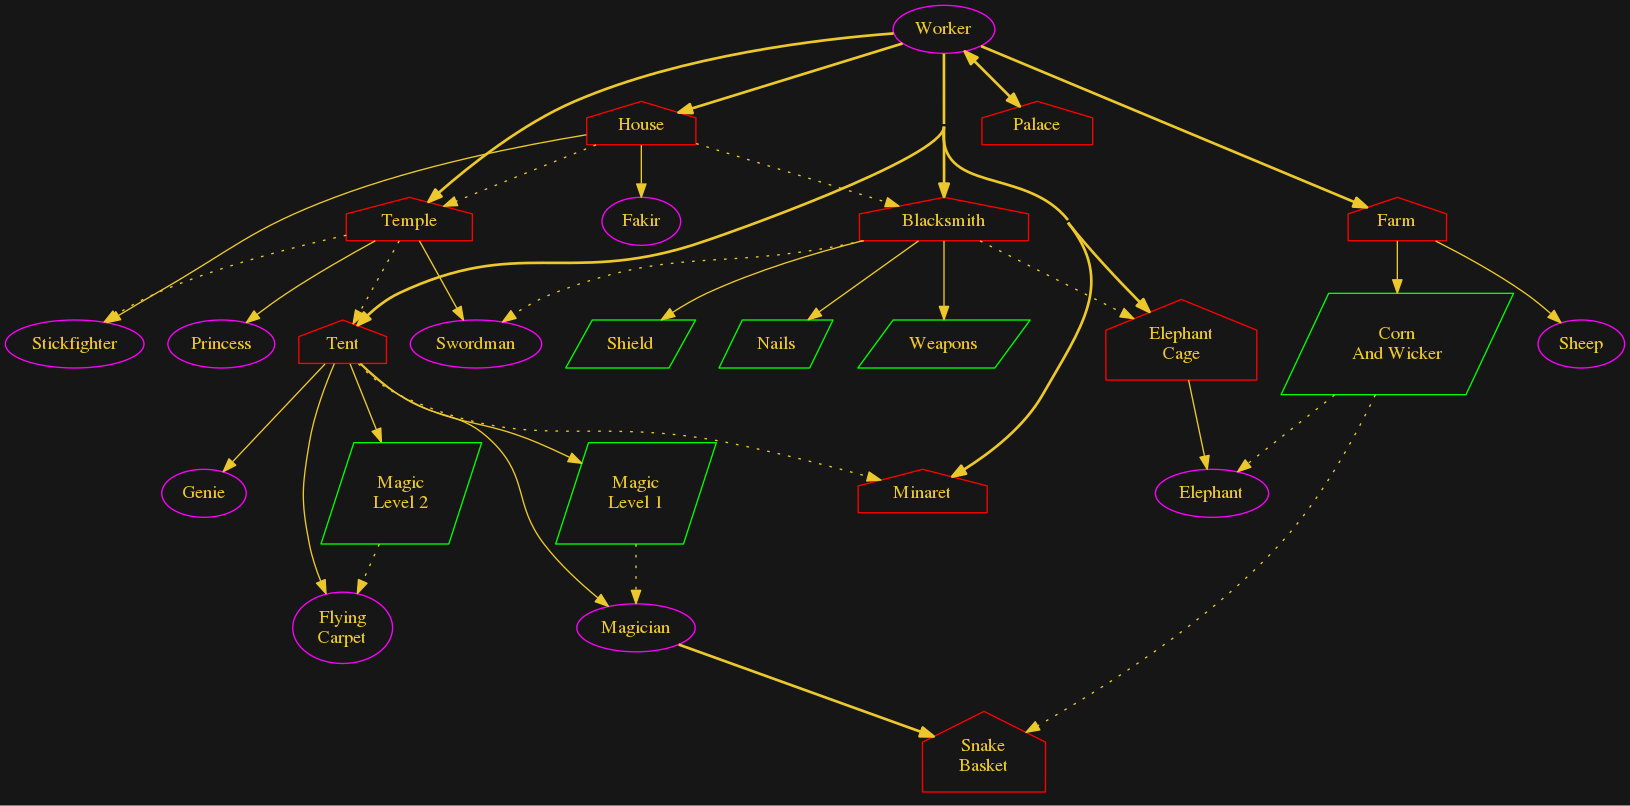 Worker
House
Palace
Temple
Fakir
Blacksmith
Farm
Stickfighter
Princess
Tent
Swordman
Shield
Nails
Weapons
Elephant
Cage
Corn
And Wicker
Sheep
Genie
Magic
Level 2
Magic
Level 1
Minaret
Elephant
Flying
Carpet
Magician
Snake
Basket